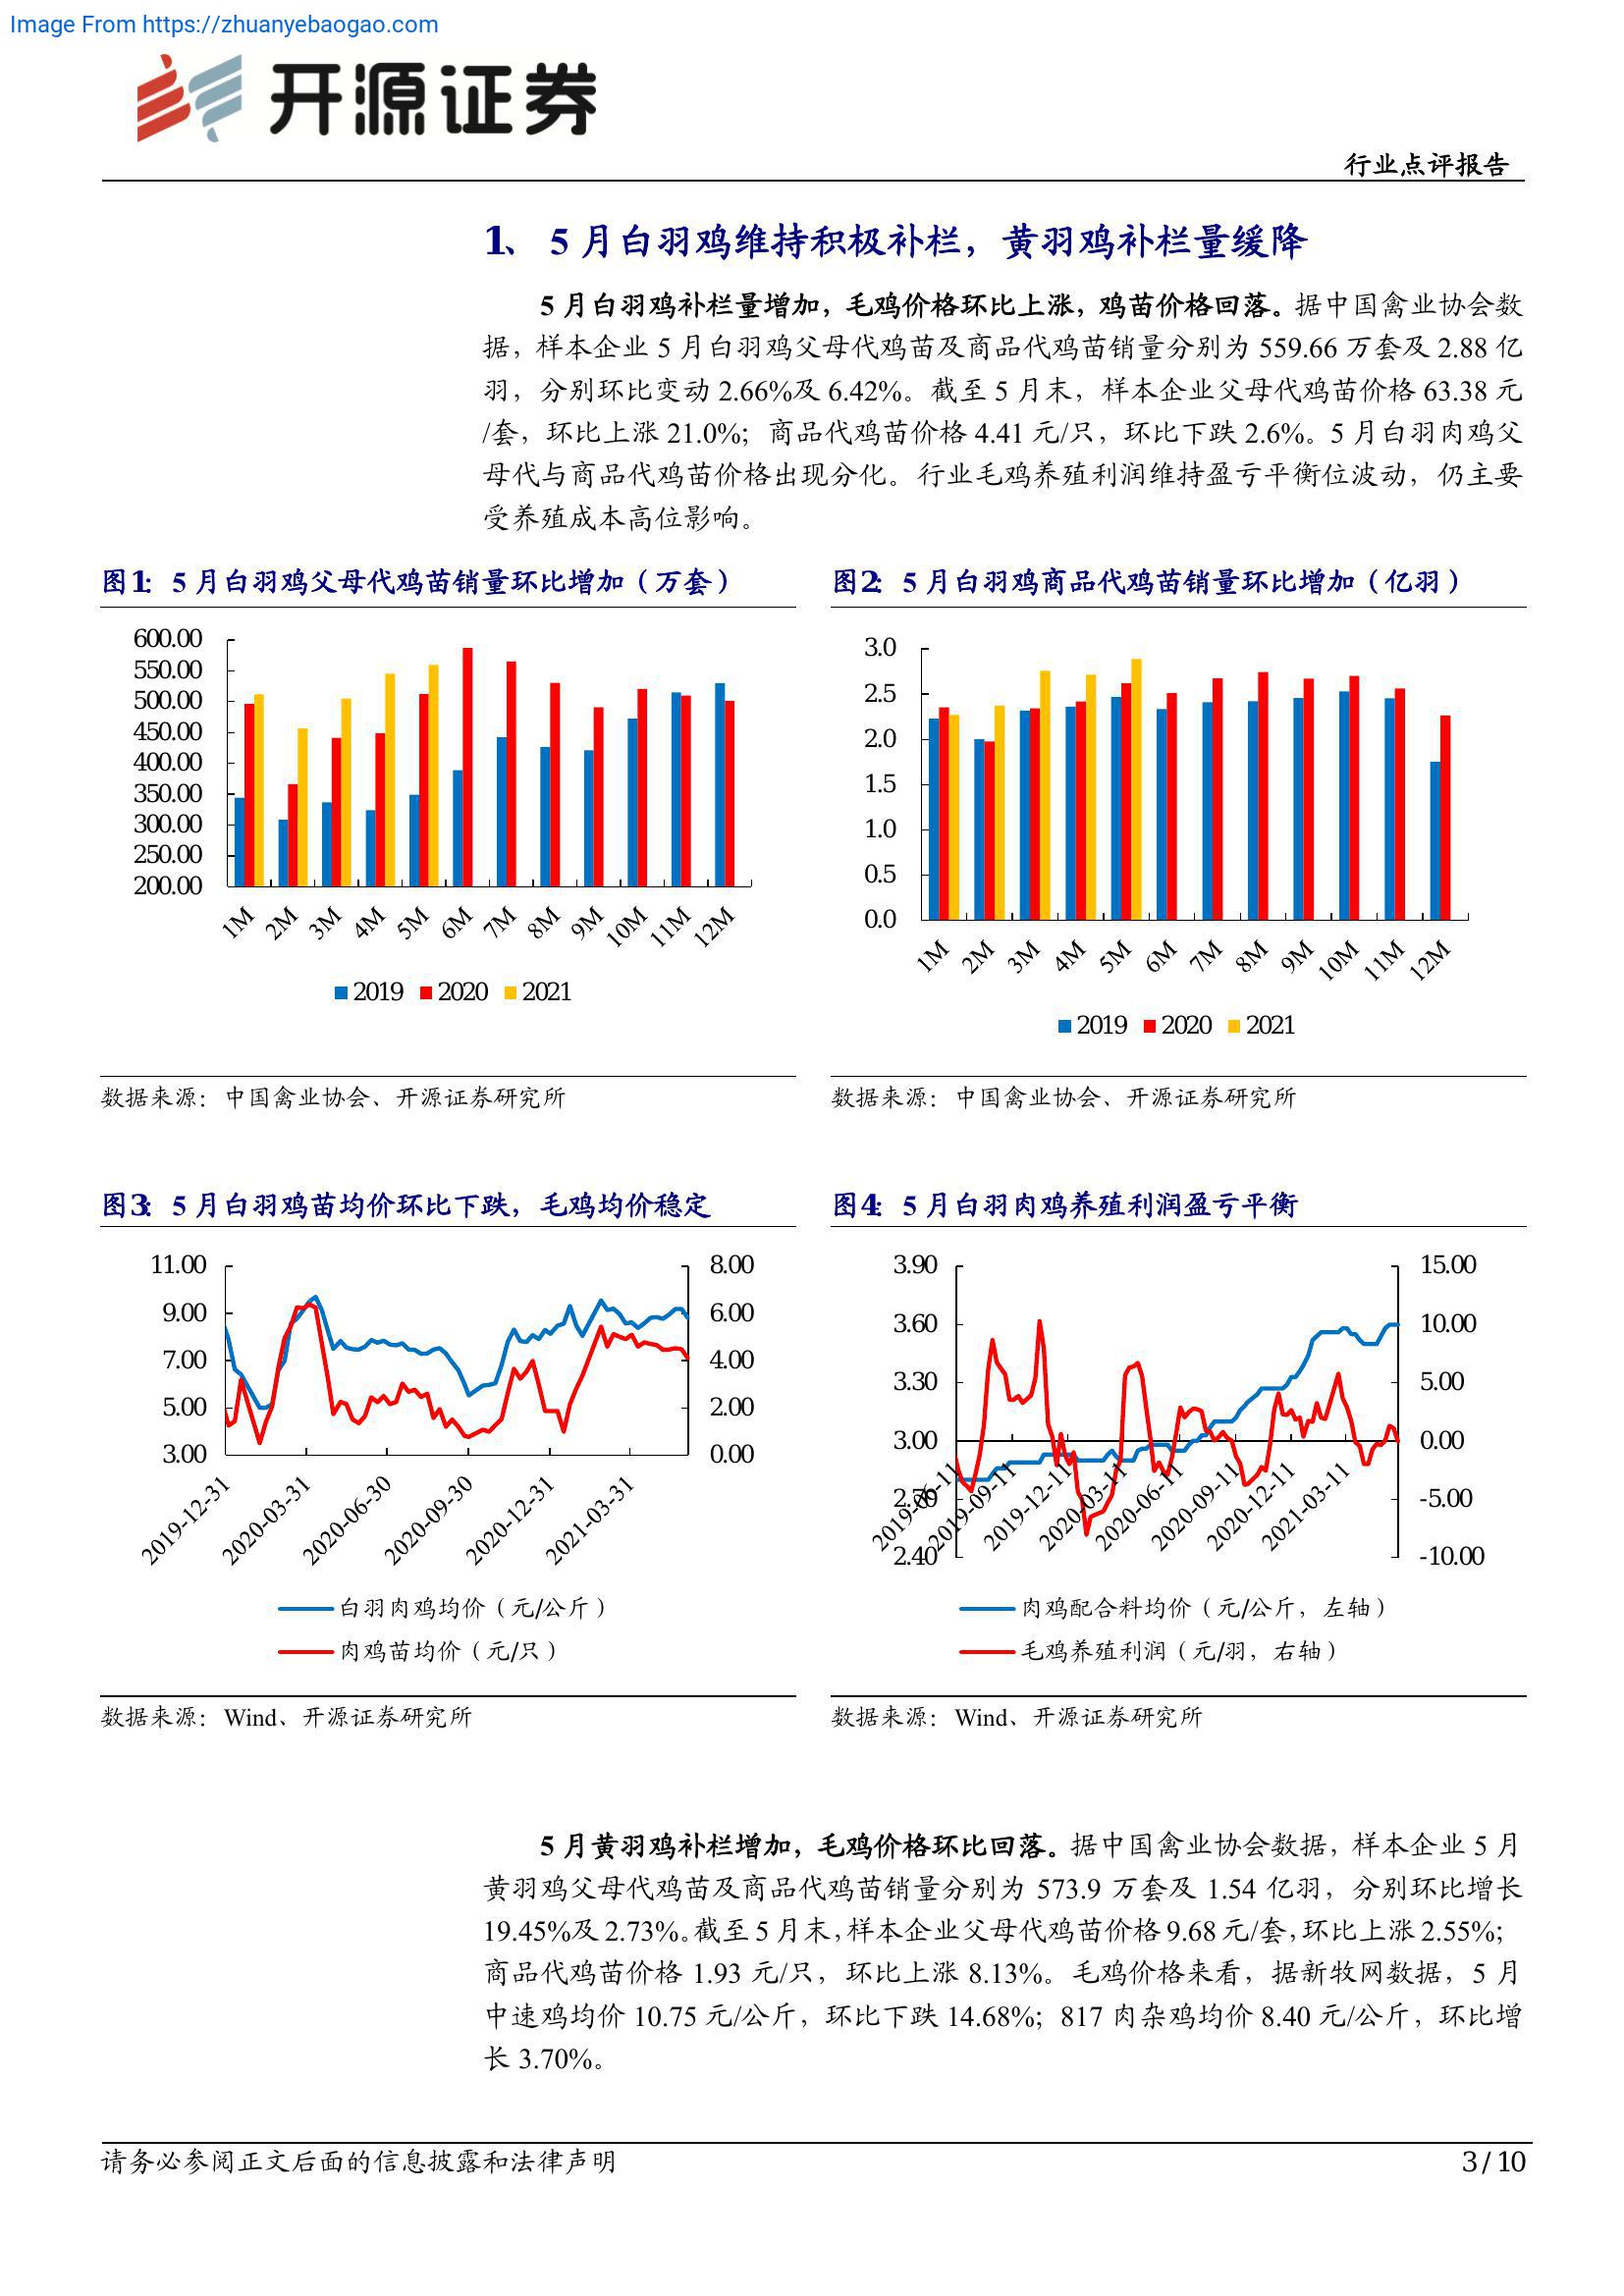 Image From https://zhuanyebaogao.com
开源证券
行业点评报告
1、 5 月白羽鸡维持积极补栏，黄羽鸡补栏量缓降
5 月白羽鸡补栏量增加，毛鸡价格环比上涨，鸡苗价格回落。据中国禽业协会数
据，样本企业 5 月白羽鸡父母代鸡苗及商品代鸡苗销量分别为 559.66 万套及 2.88 亿
羽，分别环比变动 2.66%及 6.42%。截至 5 月末，样本企业父母代鸡苗价格 63.38 元
/套，环比上涨 21.0%；商品代鸡苗价格 4.41 元/只，环比下跌 2.6%。5 月白羽肉鸡父
母代与商品代鸡苗价格出现分化。行业毛鸡养殖利润维持盈亏平衡位波动，仍主要
受养殖成本高位影响。
图1： 5 月白羽鸡父母代鸡苗销量环比增加（万套）
600.00
550.00
500.00
450.00
400.00
350.00
300.00
250.00
200.00
1M 2M 3M 4M 5M 6M 7M 8M 9M 10M 11M 12M
2019 2020 2021
数据来源：中国禽业协会、开源证券研究所
图2： 5 月白羽鸡商品代鸡苗销量环比增加（亿羽）
3.0
2.5
2.0
1.5
1.0
0.5
0.0
1M 2M 3M 4M 5M 6M 7M 8M 9M 10M 11M 12M
2019 2020 2021
数据来源：中国禽业协会、开源证券研究所
图3： 5 月白羽鸡苗均价环比下跌，毛鸡均价稳定
11.00 8.00
9.00 6.00
7.00 4.00
5.00 2.00
3.00 0.00
2019-12-31 2020-03-31 2020-06-30 2020-09-30 2020-12-31 2021-03-31
白羽肉鸡均价（元/公斤）
肉鸡苗均价（元/只）
数据来源：Wind、开源证券研究所
图4： 5 月白羽肉鸡养殖利润盈亏平衡
3.90 15.00
3.60 10.00
3.30 5.00
3.00 0.00
2.70 -5.00
2.40 -10.00
2019-06-11 2019-09-11 2019-12-11 2020-03-11 2020-06-11 2020-09-11 2020-12-11 2021-03-11
肉鸡配合料均价（元/公斤，左轴）
毛鸡养殖利润（元/羽，右轴）
数据来源：Wind、开源证券研究所
5 月黄羽鸡补栏增加，毛鸡价格环比回落。据中国禽业协会数据，样本企业 5 月
黄羽鸡父母代鸡苗及商品代鸡苗销量分别为 573.9 万套及 1.54 亿羽，分别环比增长
19.45%及 2.73%。截至 5 月末，样本企业父母代鸡苗价格 9.68 元/套，环比上涨 2.55%；
商品代鸡苗价格 1.93 元/只，环比上涨 8.13%。毛鸡价格来看，据新牧网数据，5 月
中速鸡均价 10.75 元/公斤，环比下跌 14.68%；817 肉杂鸡均价 8.40 元/公斤，环比增
长 3.70%。
请务必参阅正文后面的信息披露和法律声明
3 / 10